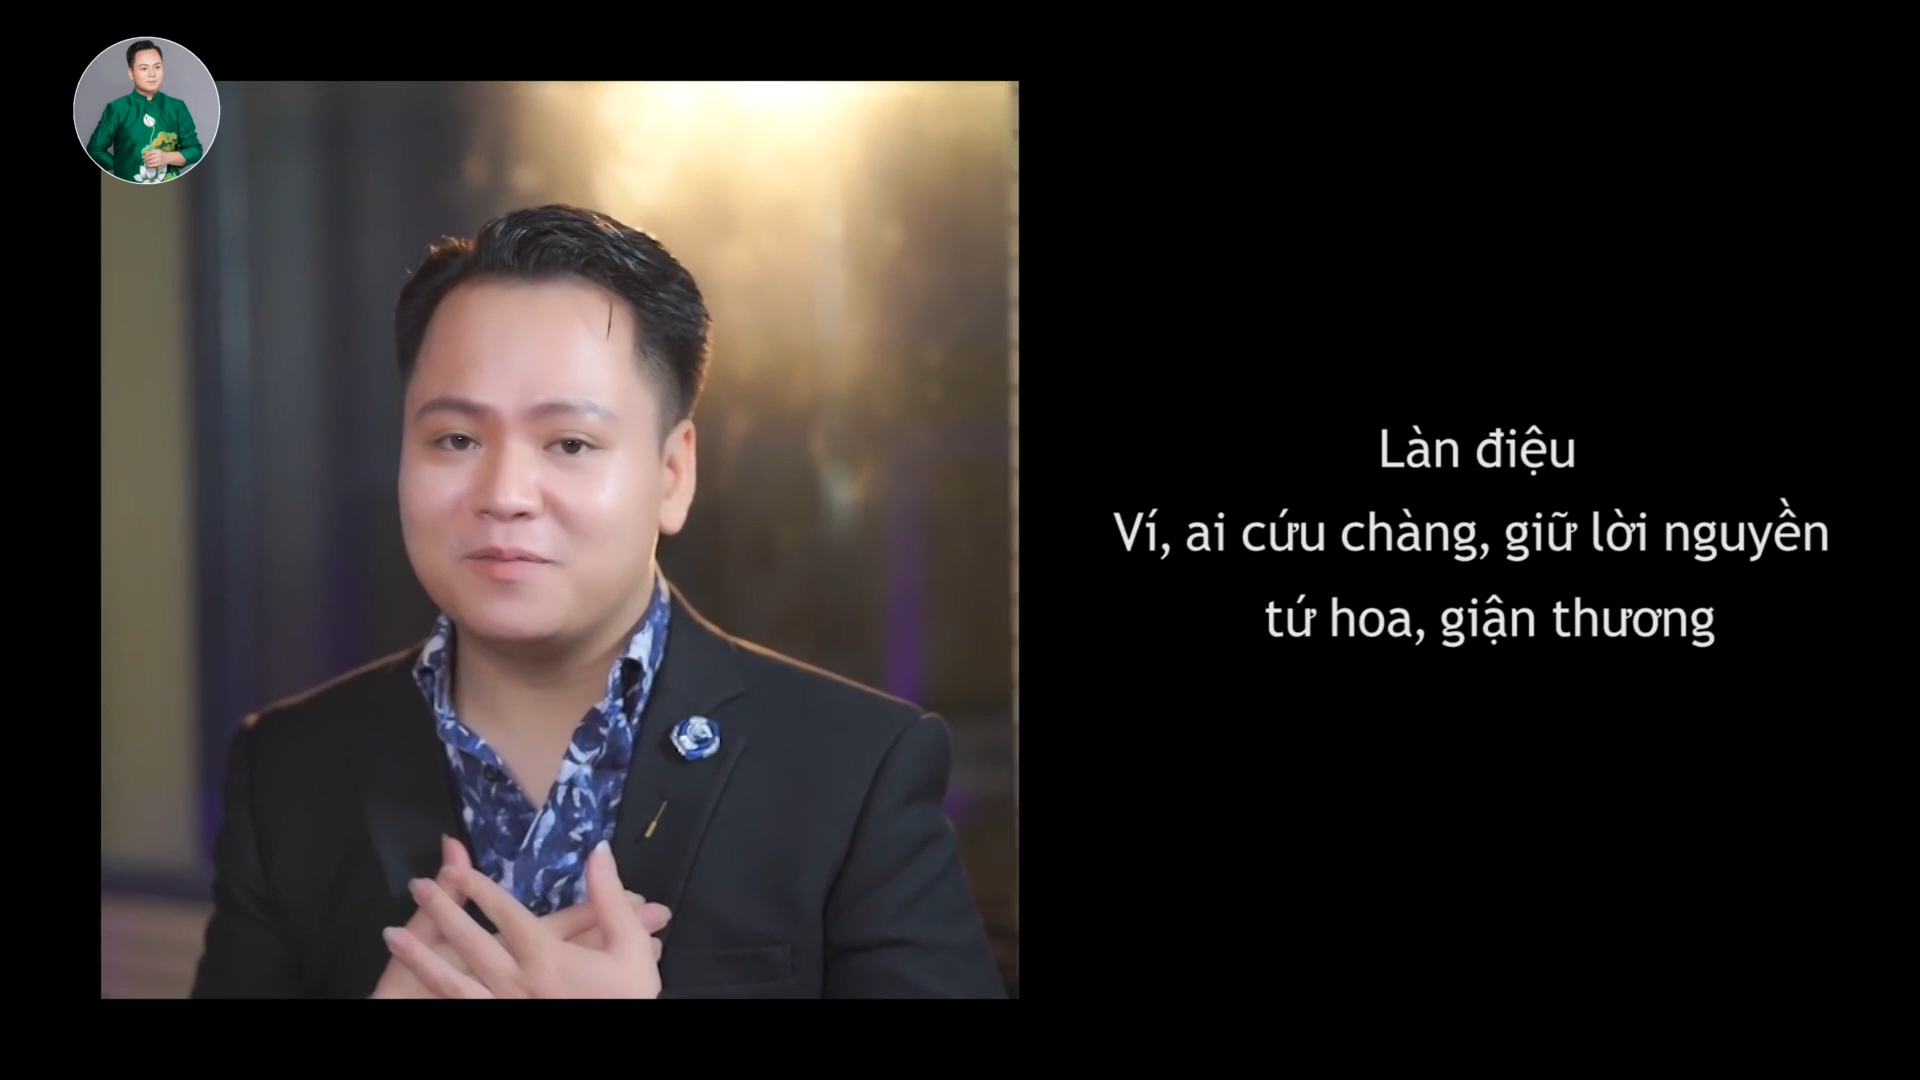 Làn điệu
Ví, ai cứu chàng, giữ lời nguyền
tứ hoa, giận thương